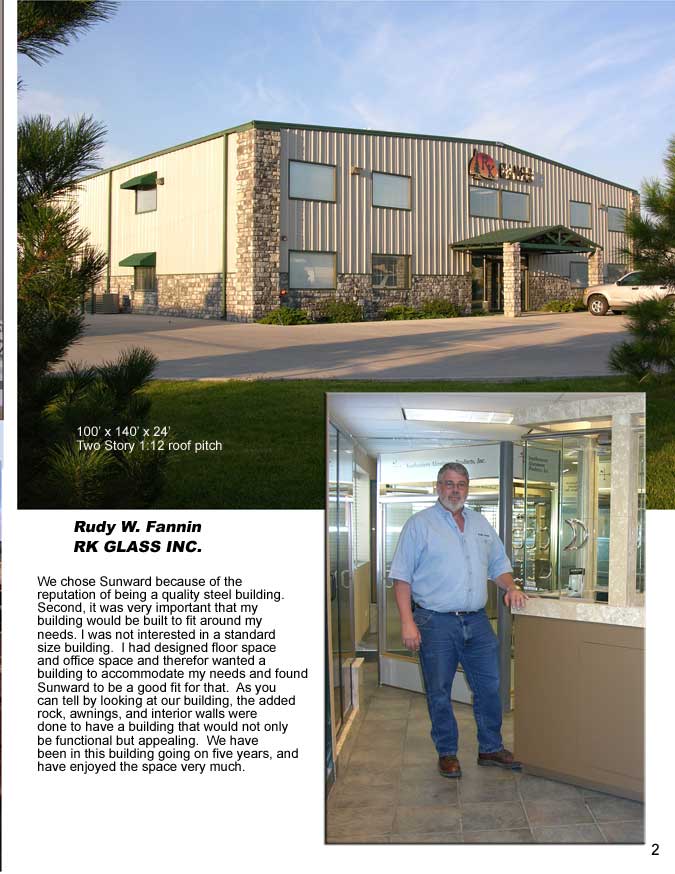 100' x 140' x 24'
Two Story 1:12 roof pitch
Rudy W. Fannin
RK GLASS INC.
We chose Sunward because of the
reputation of being a quality steel building.
Second, it was very important that my
building would be built to fit around my
needs. I was not interested in a standard
size building.  I had designed floor space
and office space and therefor wanted a
building to accommodate my needs and found
Sunward to be a good fit for that.  As you
can tell by looking at our building, the added
rock, awnings, and interior walls were
done to have a building that would not only
be functional but appealing.  We have
been in this building going on five years, and
have enjoyed the space very much.
2